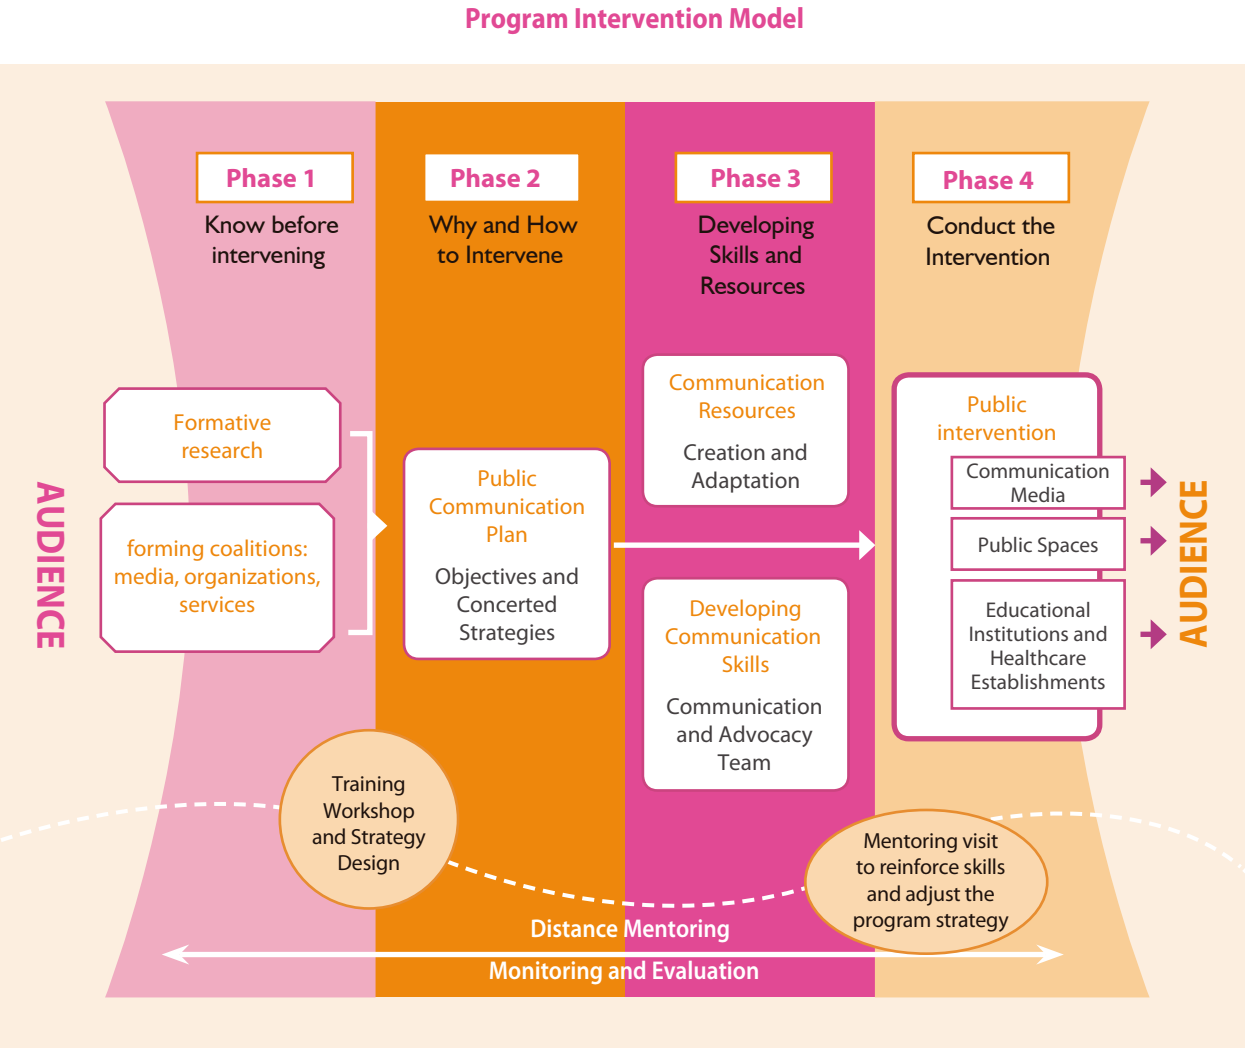 Program Intervention Model
Phase 1
Know before
intervening
Phase 2
Why and How
to Intervene
Phase 3
Developing
Skills and
Resources
Phase 4
Conduct the
Intervention
AUDIENCE
Formative
research
forming coalitions:
media, organizations,
services
Public
Communication
Plan
Objectives and
Concerted
Strategies
Communication
Resources
Creation and
Adaptation
Developing
Communication
Skills
Communication
and Advocacy
Team
Public
intervention
Communication
Media
Public Spaces
Educational
Institutions and
Healthcare
Establishments
AUDIENCE
Training
Workshop
and Strategy
Design
Mentoring visit
to reinforce skills
and adjust the
program strategy
Distance Mentoring
Monitoring and Evaluation